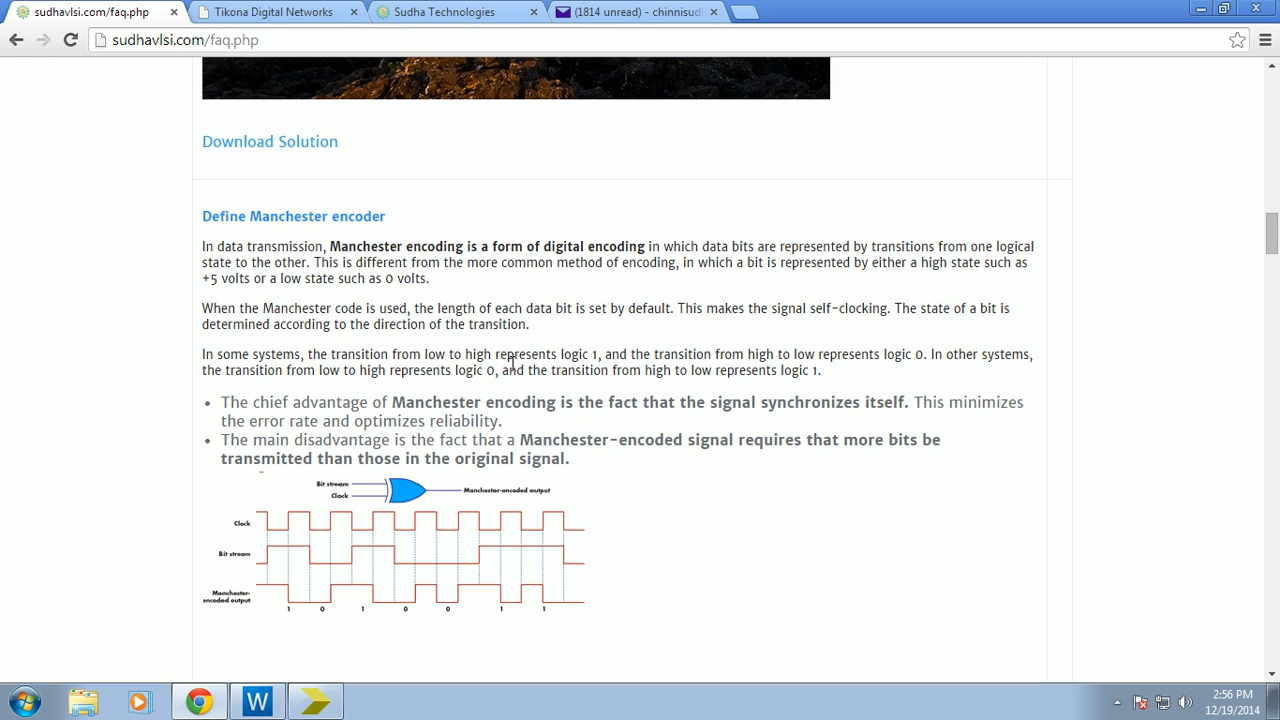 sudhavlsi.com/faq.php
Tikona Digital Networks
Sudha Technologies
(1814 unread) - chinnisud
sudhavlsi.com/faq.php
Download Solution
Define Manchester encoder
In data transmission, Manchester encoding is a form of digital encoding in which data bits are represented by transitions from one logical
state to the other. This is different from the more common method of encoding, in which a bit is represented by either a high state such as
+5 volts or a low state such as 0 volts.
When the Manchester code is used, the length of each data bit is set by default. This makes the signal self-clocking. The state of a bit is
determined according to the direction of the transition.
In some systems, the transition from low to high represents logic 1, and the transition from high to low represents logic 0. In other systems,
the transition from low to high represents logic 0, and the transition from high to low represents logic 1.
• The chief advantage of Manchester encoding is the fact that the signal synchronizes itself. This minimizes
the error rate and optimizes reliability.
• The main disadvantage is the fact that a Manchester-encoded signal requires that more bits be
transmitted than those in the original signal.
Bit stream
Clock
Manchester-encoded output
Clock
Bit stream
Manchester-
encoded output
1 0 1 0 0 1 1
W
2:56 PM
12/19/2014